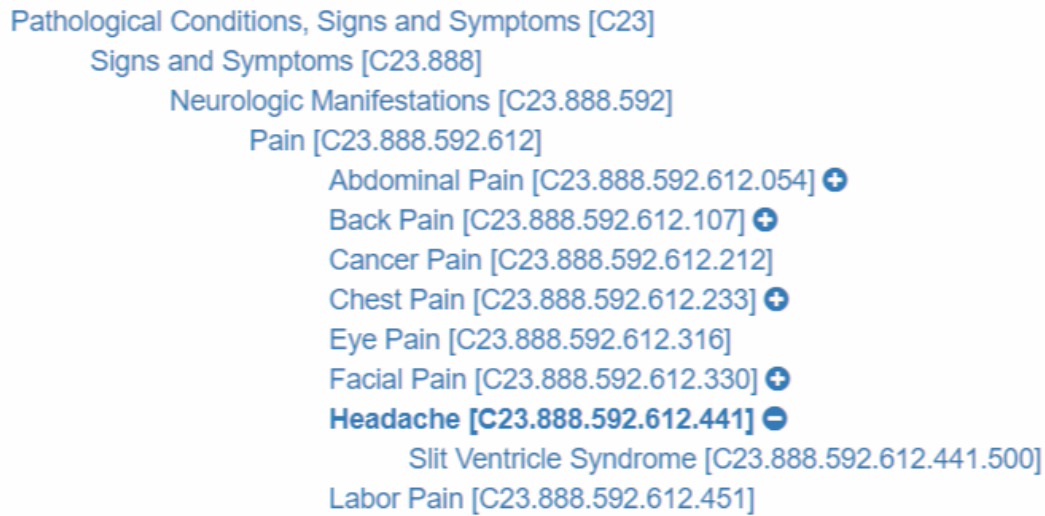 Pathological Conditions, Signs and Symptoms [C23]
Signs and Symptoms [C23.888]
Neurologic Manifestations [C23.888.592]
Pain [C23.888.592.612]
Abdominal Pain [C23.888.592.612.054]
Back Pain [C23.888.592.612.107]
Cancer Pain [C23.888.592.612.212]
Chest Pain [C23.888.592.612.233]
Eye Pain [C23.888.592.612.316]
Facial Pain [C23.888.592.612.330]
Headache [C23.888.592.612.441]
Slit Ventricle Syndrome [C23.888.592.612.441.500]
Labor Pain [C23.888.592.612.451]